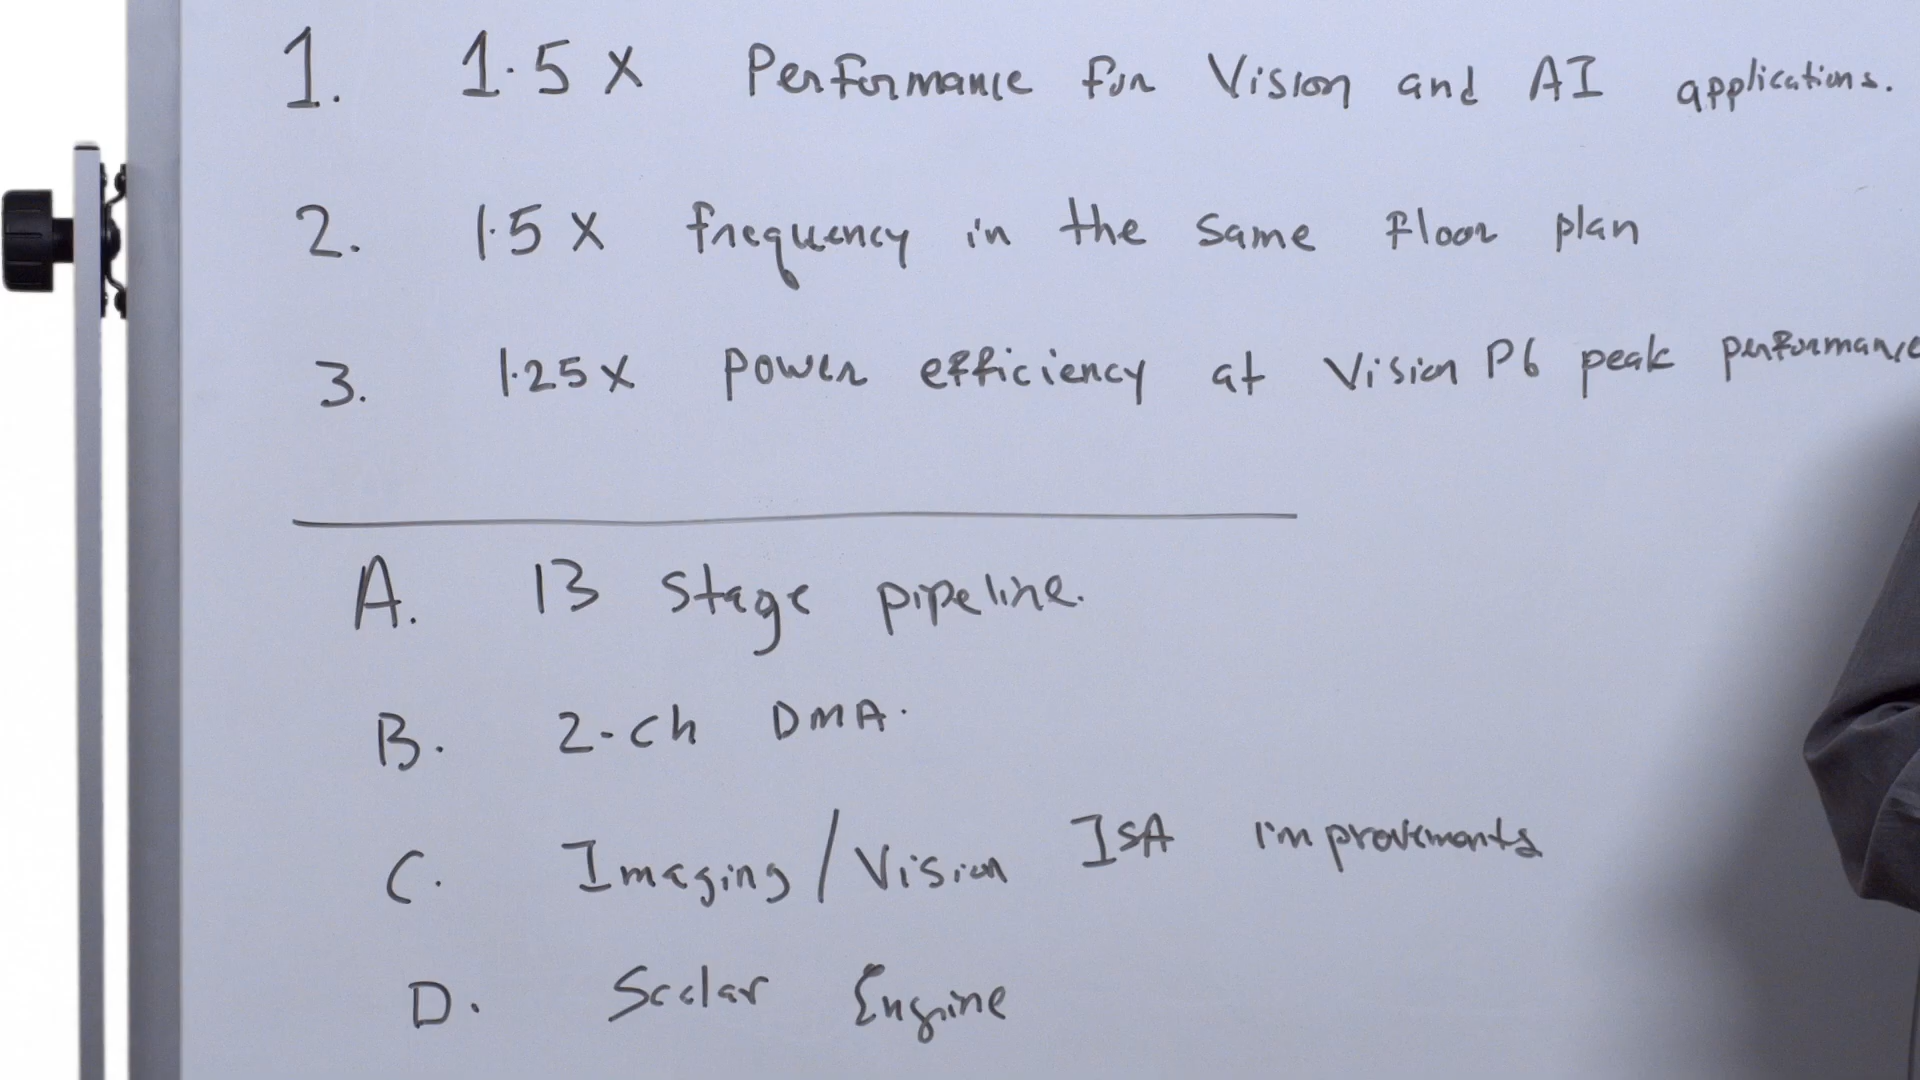 1. 1.5 X Performance for Vision and AI applications.
2. 1.5 X frequency in the same floor plan
3. 1.25X power efficiency at Vision P6 peak performance
A. 13 stage pipeline.
B. 2-ch DMA.
C. Imaging/Vision ISA improvements
D. Scalar Engine